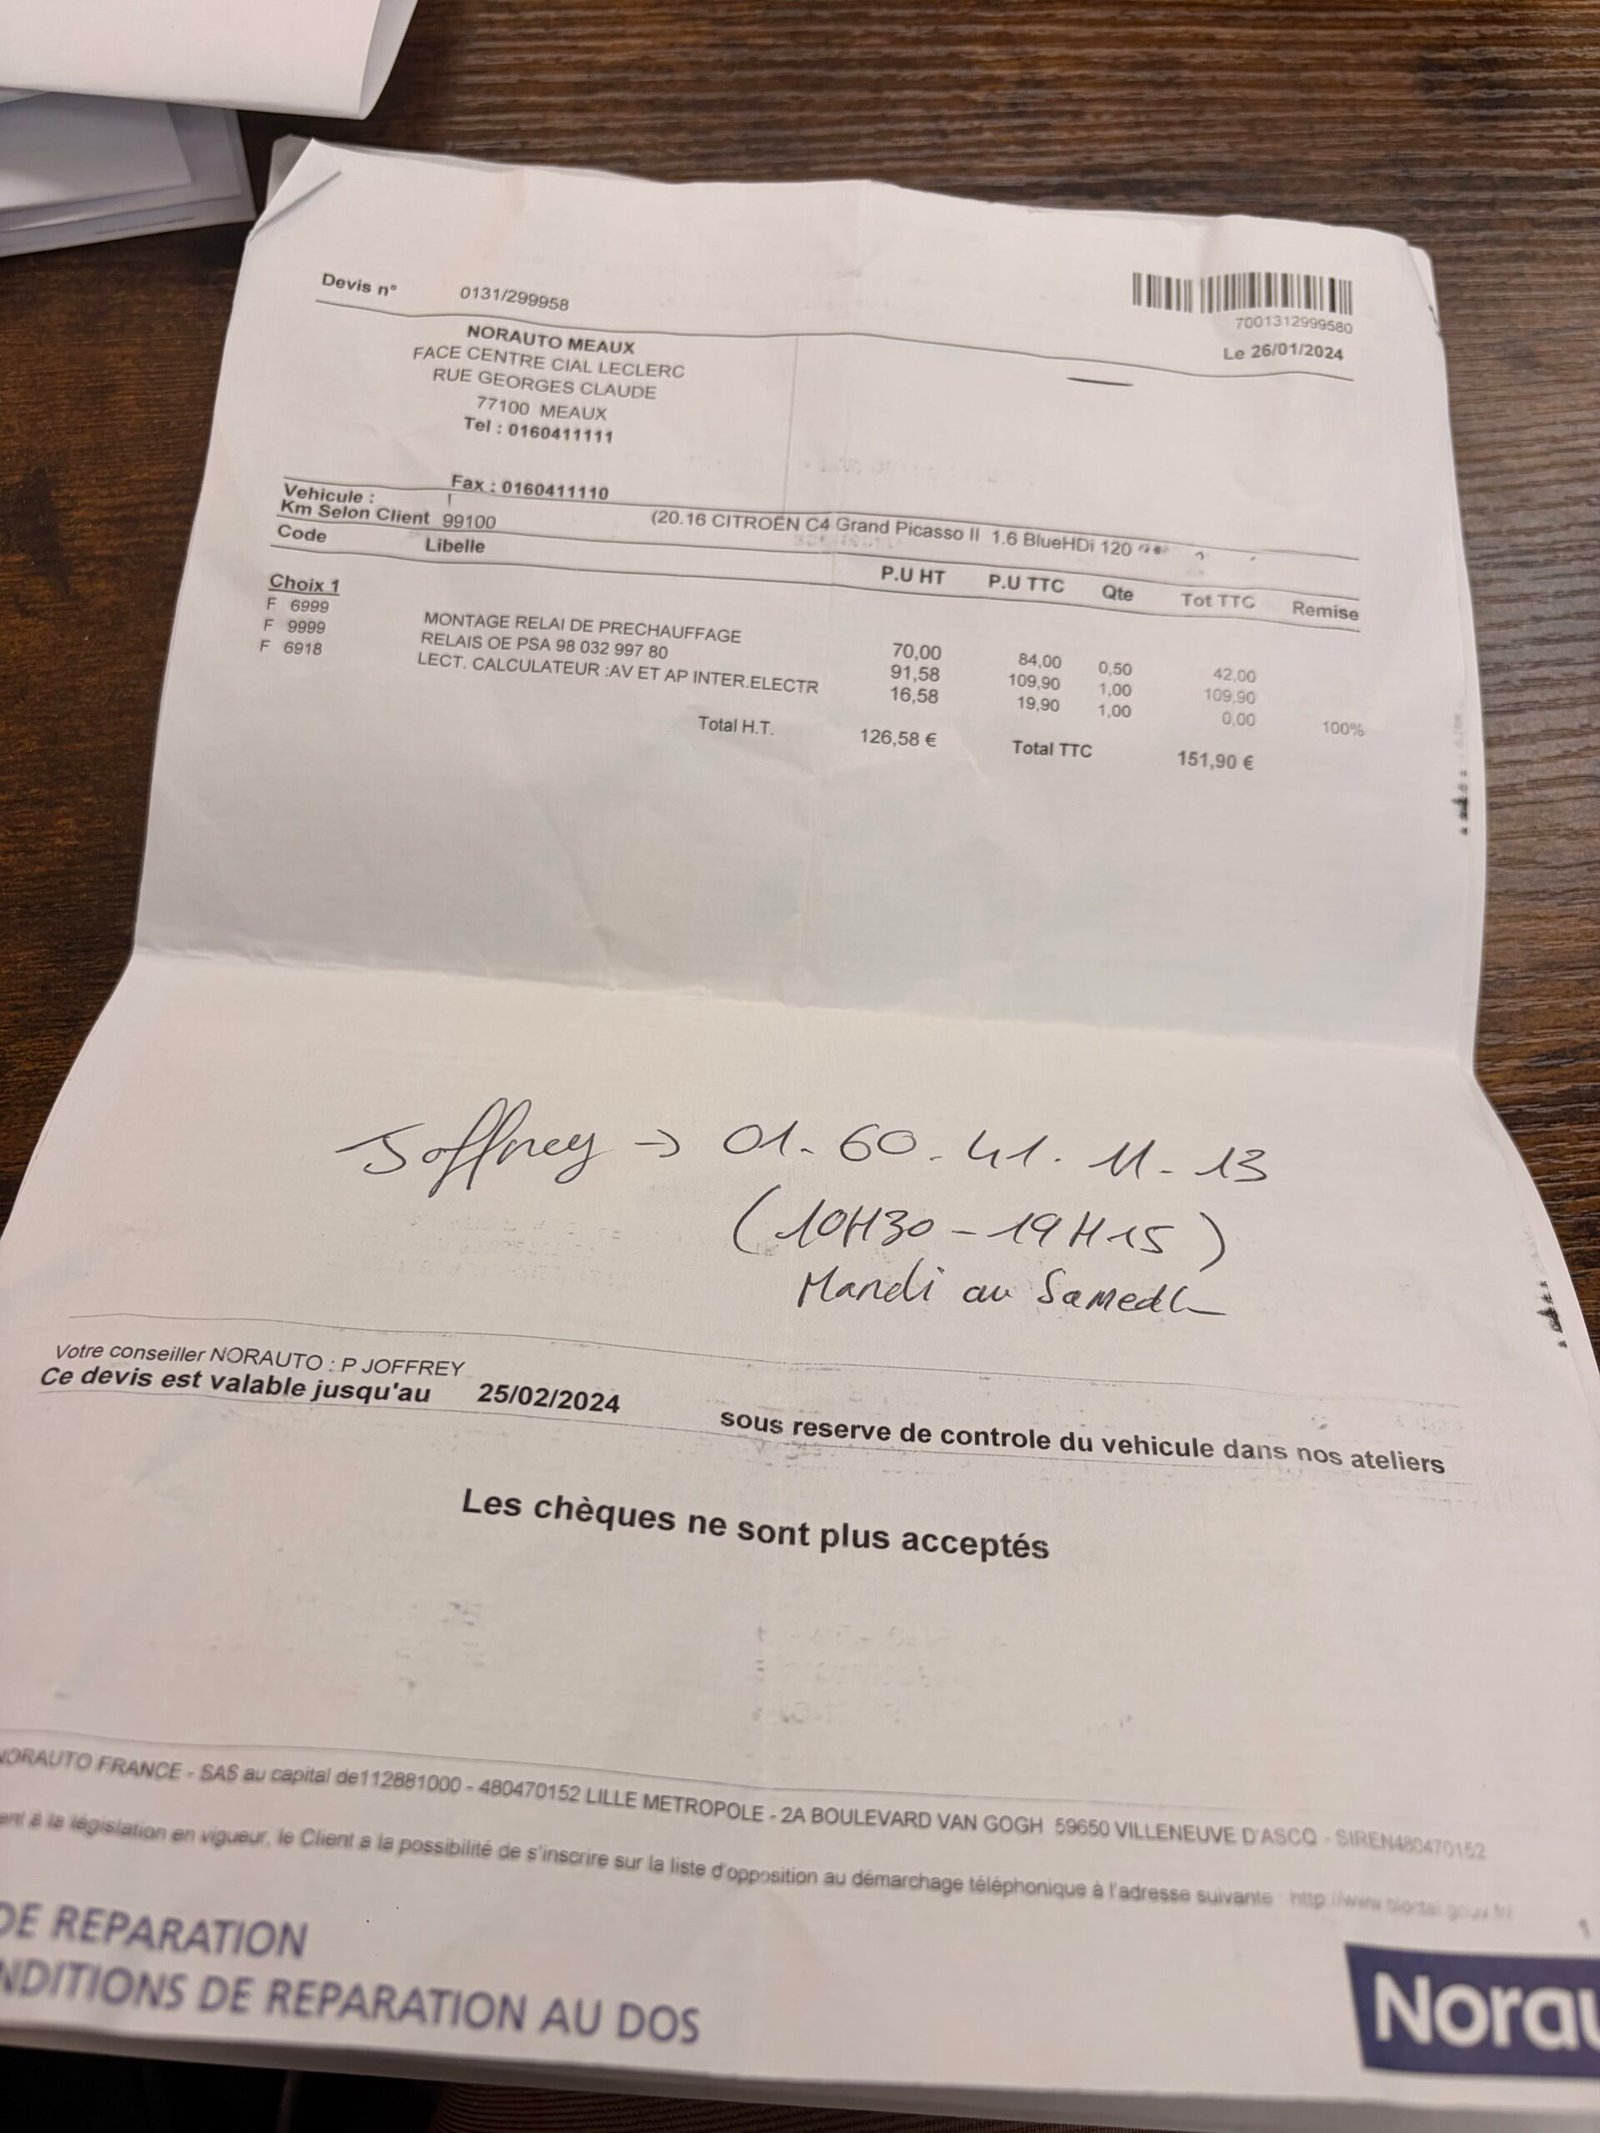 Devis n° 0131/299958
7001312999580
Le 26/01/2024
NORAUTO MEAUX
FACE CENTRE CIAL LECLERC
RUE GEORGES CLAUDE
77100 MEAUX
Tel : 0160411111
Fax : 0160411110
Vehicule : (20.16 CITROËN C4 Grand Picasso II 1.6 BlueHDi 120
Km Selon Client 99100
Code Libelle P.U HT P.U TTC Qte Tot TTC Remise
Choix 1
F 6999 MONTAGE RELAI DE PRECHAUFFAGE 70,00 84,00 0,50 42,00
F 9999 RELAIS OE PSA 98 032 997 80 91,58 109,90 1,00 109,90
F 6918 LECT. CALCULATEUR :AV ET AP INTER.ELECTR 16,58 19,90 1,00 0,00 100%
Total H.T. 126,58 € Total TTC 151,90 €
Joffrey → 01.60.41.11.13
(10H30 - 19H15)
Mardi au Samedi
Votre conseiller NORAUTO : P JOFFREY
Ce devis est valable jusqu'au 25/02/2024 sous reserve de controle du vehicule dans nos ateliers
Les chèques ne sont plus acceptés
NORAUTO FRANCE - SAS au capital de112881000 - 480470152 LILLE METROPOLE - 2A BOULEVARD VAN GOGH 59650 VILLENEUVE D'ASCQ - SIREN480470152
à la législation en vigueur, le Client a la possibilité de s'inscrire sur la liste d'opposition au démarchage téléphonique à l'adresse suivante
1
DE REPARATION
NDITIONS DE REPARATION AU DOS
Norau